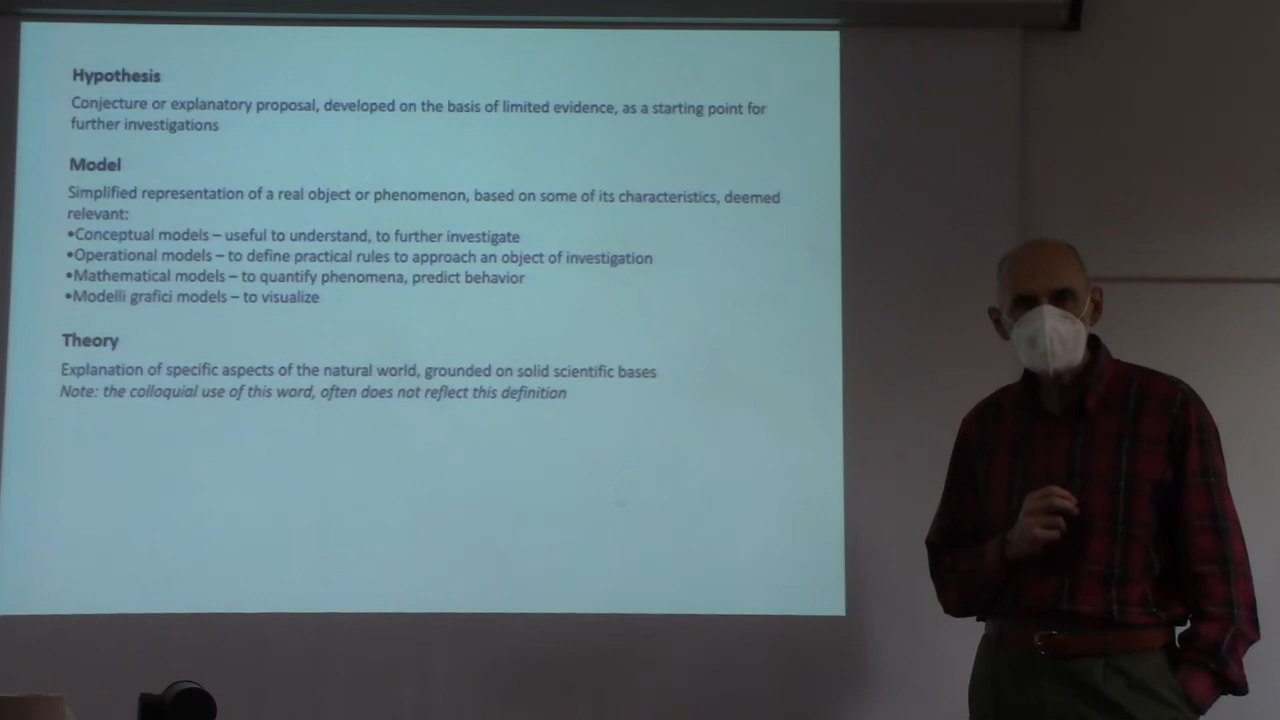 Hypothesis
Conjecture or explanatory proposal, developed on the basis of limited evidence, as a starting point for
further investigations
Model
Simplified representation of a real object or phenomenon, based on some of its characteristics, deemed
relevant:
•Conceptual models – useful to understand, to further investigate
•Operational models – to define practical rules to approach an object of investigation
•Mathematical models – to quantify phenomena, predict behavior
•Modelli grafici models – to visualize
Theory
Explanation of specific aspects of the natural world, grounded on solid scientific bases
Note: the colloquial use of this word, often does not reflect this definition